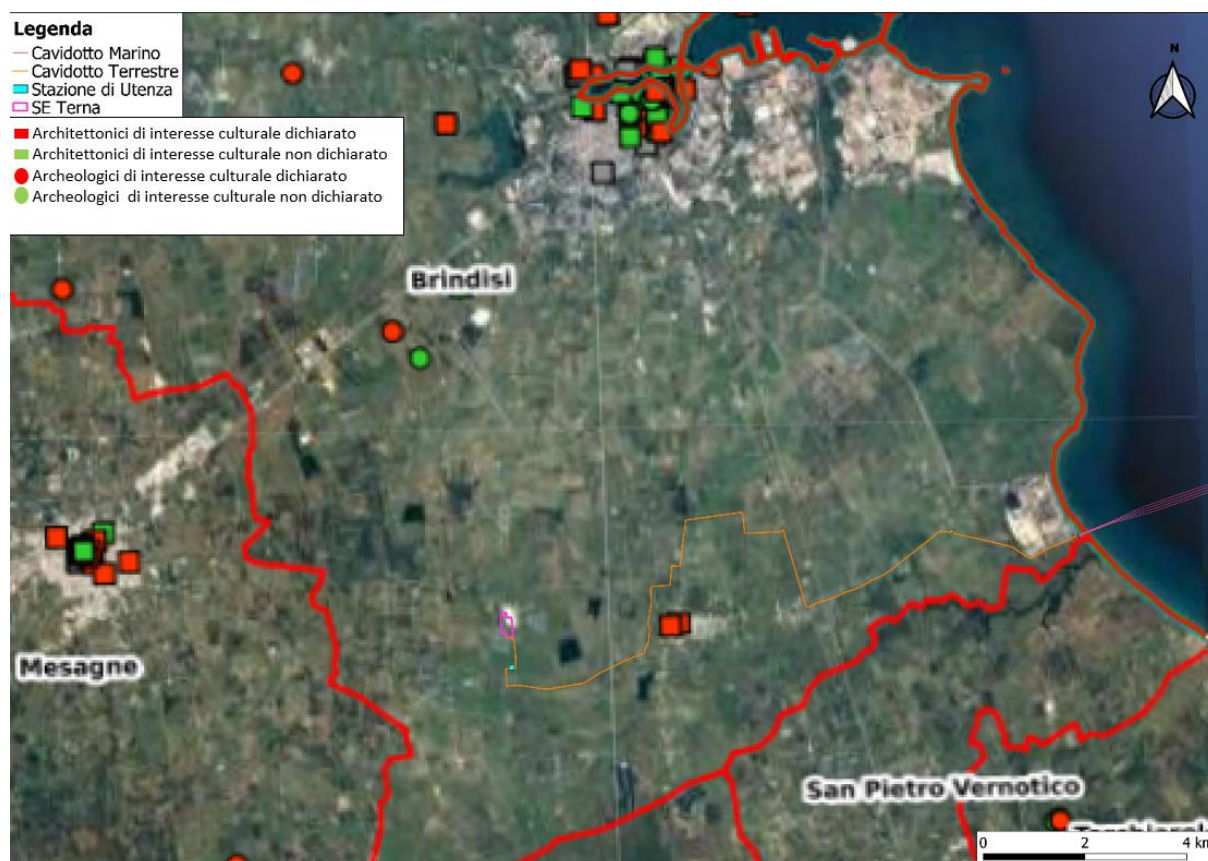 Legenda
Cavidotto Marino
Cavidotto Terrestre
Stazione di Utenza
SE Terna
Architettonici di interesse culturale dichiarato
Architettonici di interesse culturale non dichiarato
Archeologici di interesse culturale dichiarato
Archeologici di interesse culturale non dichiarato
N
Brindisi
Mesagne
San Pietro Vernotico
0 2 4 km